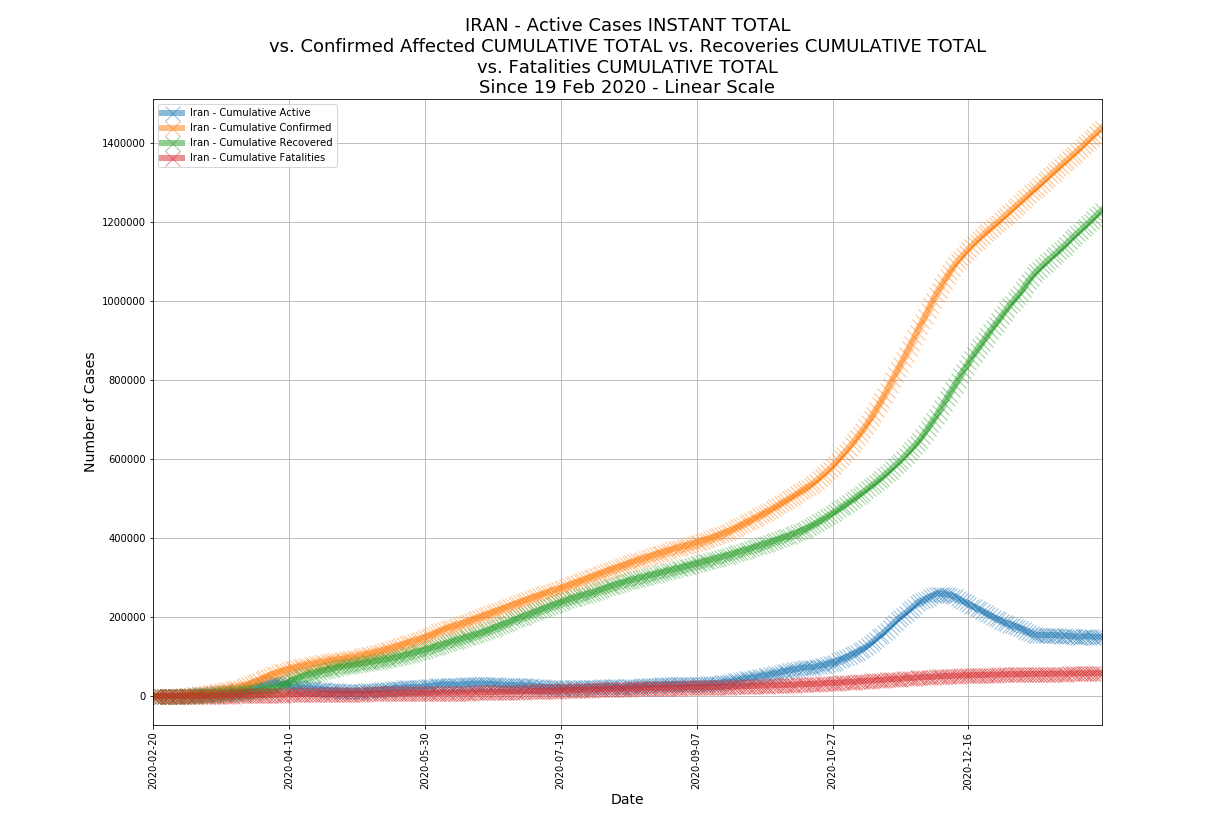 IRAN - Active Cases INSTANT TOTAL
vs. Confirmed Affected CUMULATIVE TOTAL vs. Recoveries CUMULATIVE TOTAL
vs. Fatalities CUMULATIVE TOTAL
Since 19 Feb 2020 - Linear Scale
Iran - Cumulative Active
Iran - Cumulative Confirmed
Iran - Cumulative Recovered
Iran - Cumulative Fatalities
Number of Cases
1400000
1200000
1000000
800000
600000
400000
200000
0
2020-02-20
2020-04-10
2020-05-30
2020-07-19
2020-09-07
2020-10-27
2020-12-16
Date